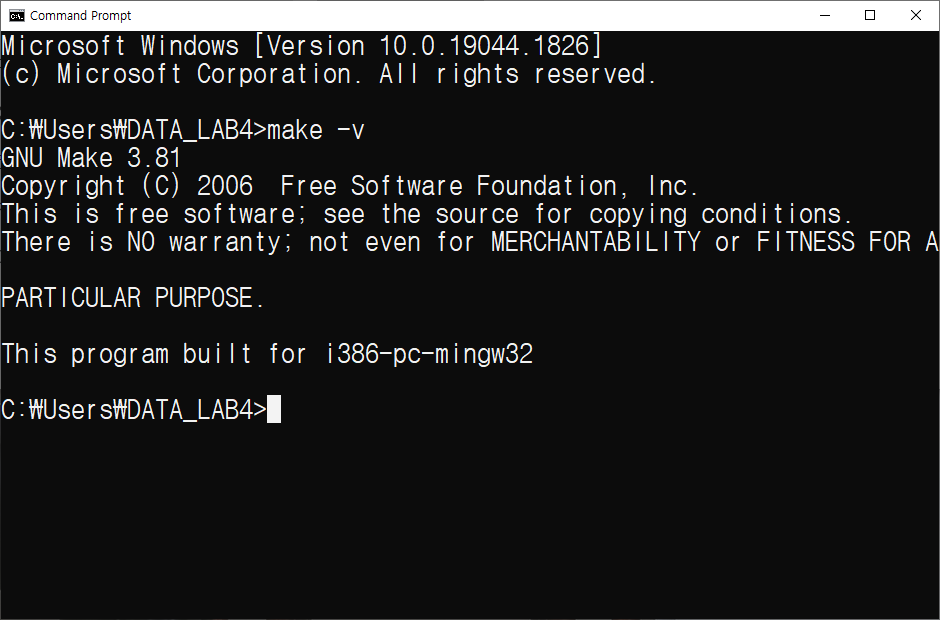 Command Prompt
Microsoft Windows [Version 10.0.19044.1826]
(c) Microsoft Corporation. All rights reserved.
C:₩Users₩DATA_LAB4>make -v
GNU Make 3.81
Copyright (C) 2006  Free Software Foundation, Inc.
This is free software; see the source for copying conditions.
There is NO warranty; not even for MERCHANTABILITY or FITNESS FOR A
PARTICULAR PURPOSE.
This program built for i386-pc-mingw32
C:₩Users₩DATA_LAB4>